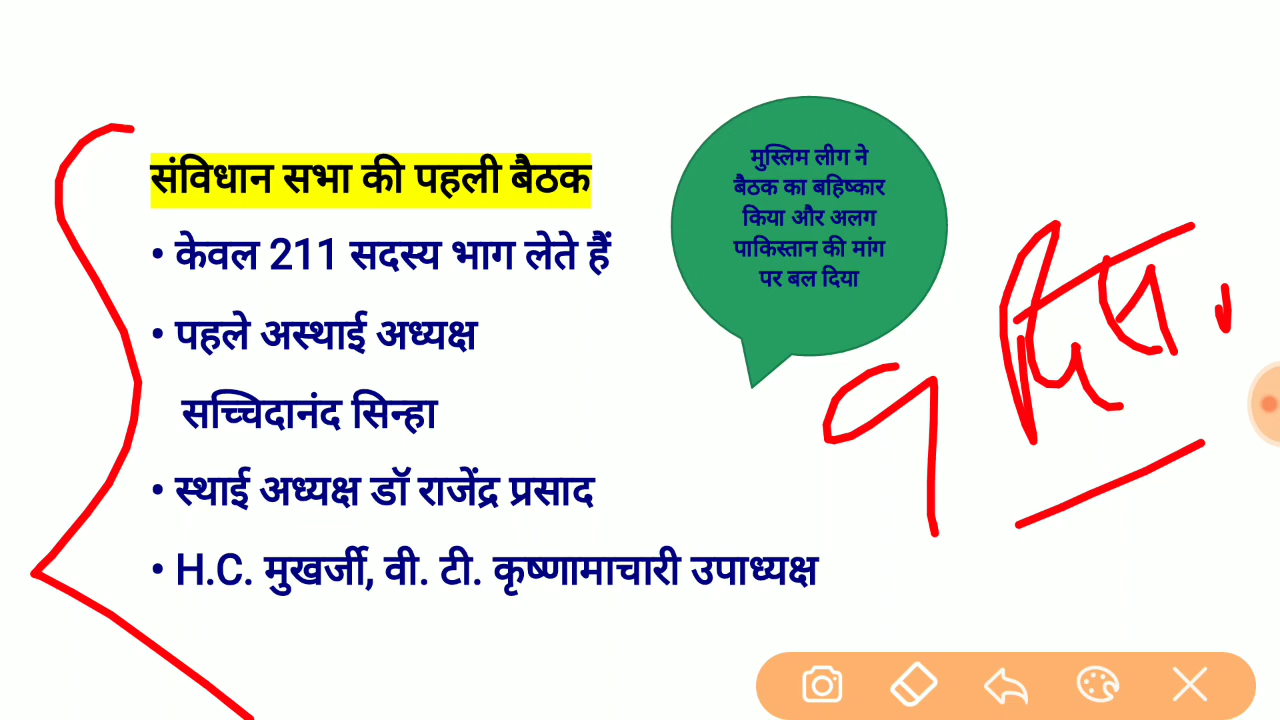 संविधान सभा की पहली बैठक
• केवल 211 सदस्य भाग लेते हैं
• पहले अस्थाई अध्यक्ष
सच्चिदानंद सिन्हा
• स्थाई अध्यक्ष डॉ राजेंद्र प्रसाद
• H.C. मुखर्जी, वी. टी. कृष्णामाचारी उपाध्यक्ष
मुस्लिम लीग ने
बैठक का बहिष्कार
किया और अलग
पाकिस्तान की मांग
पर बल दिया
9 दिस.